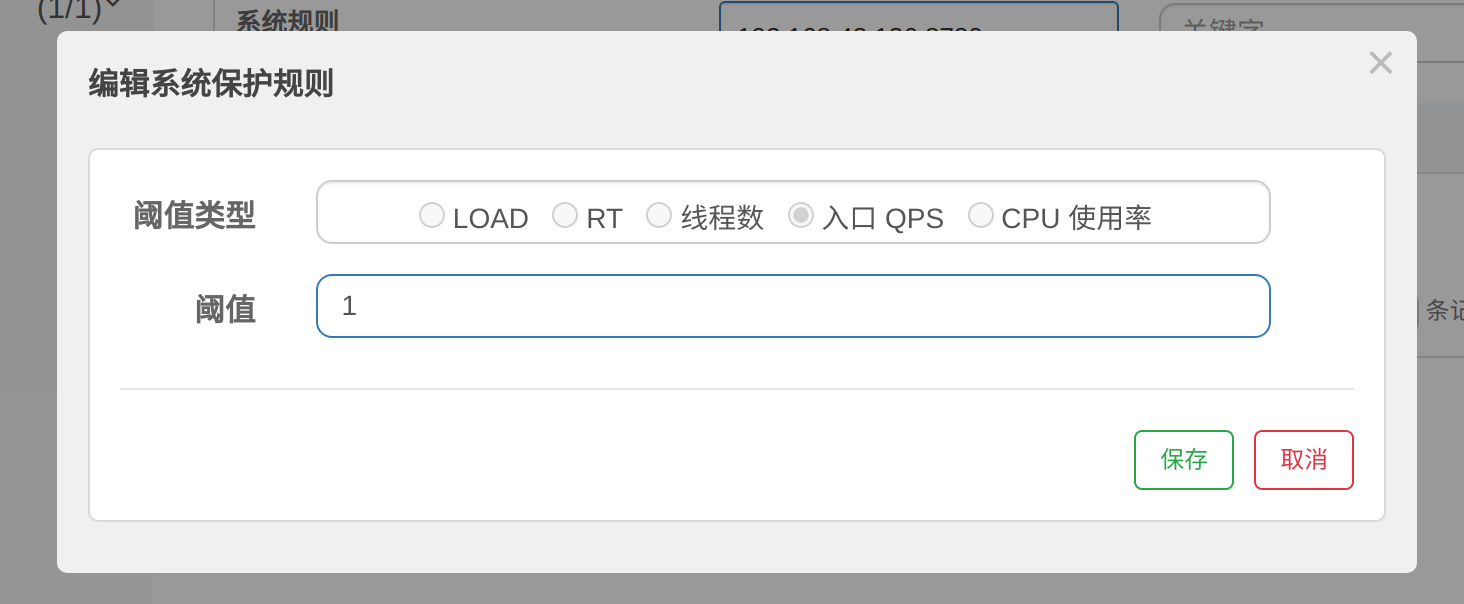 (1/1)
系统规则
关键字
编辑系统保护规则
阈值类型
LOAD RT 线程数 入口 QPS CPU 使用率
阈值
1
条记
保存 取消